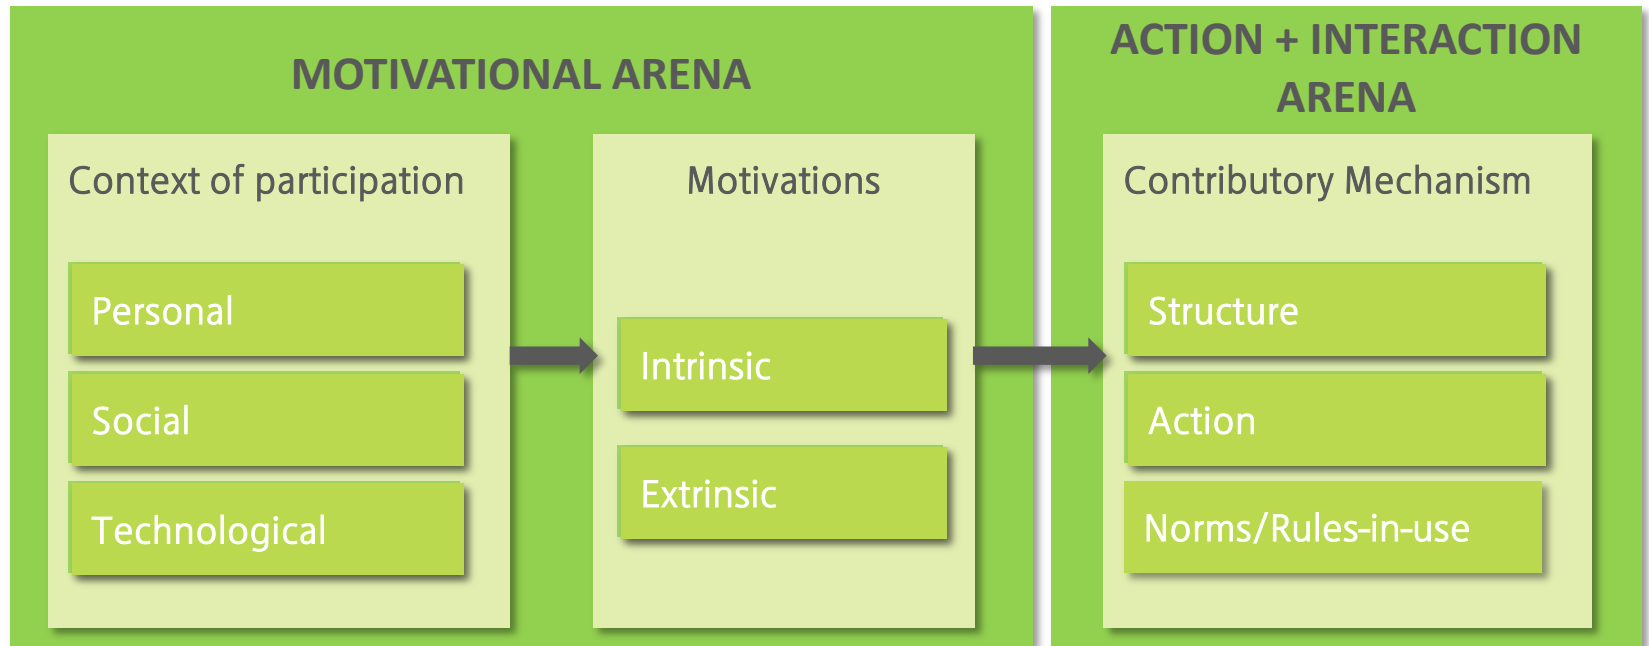 MOTIVATIONAL ARENA
Context of participation
Personal
Social
Technological
Motivations
Intrinsic
Extrinsic
ACTION + INTERACTION
ARENA
Contributory Mechanism
Structure
Action
Norms/Rules-in-use